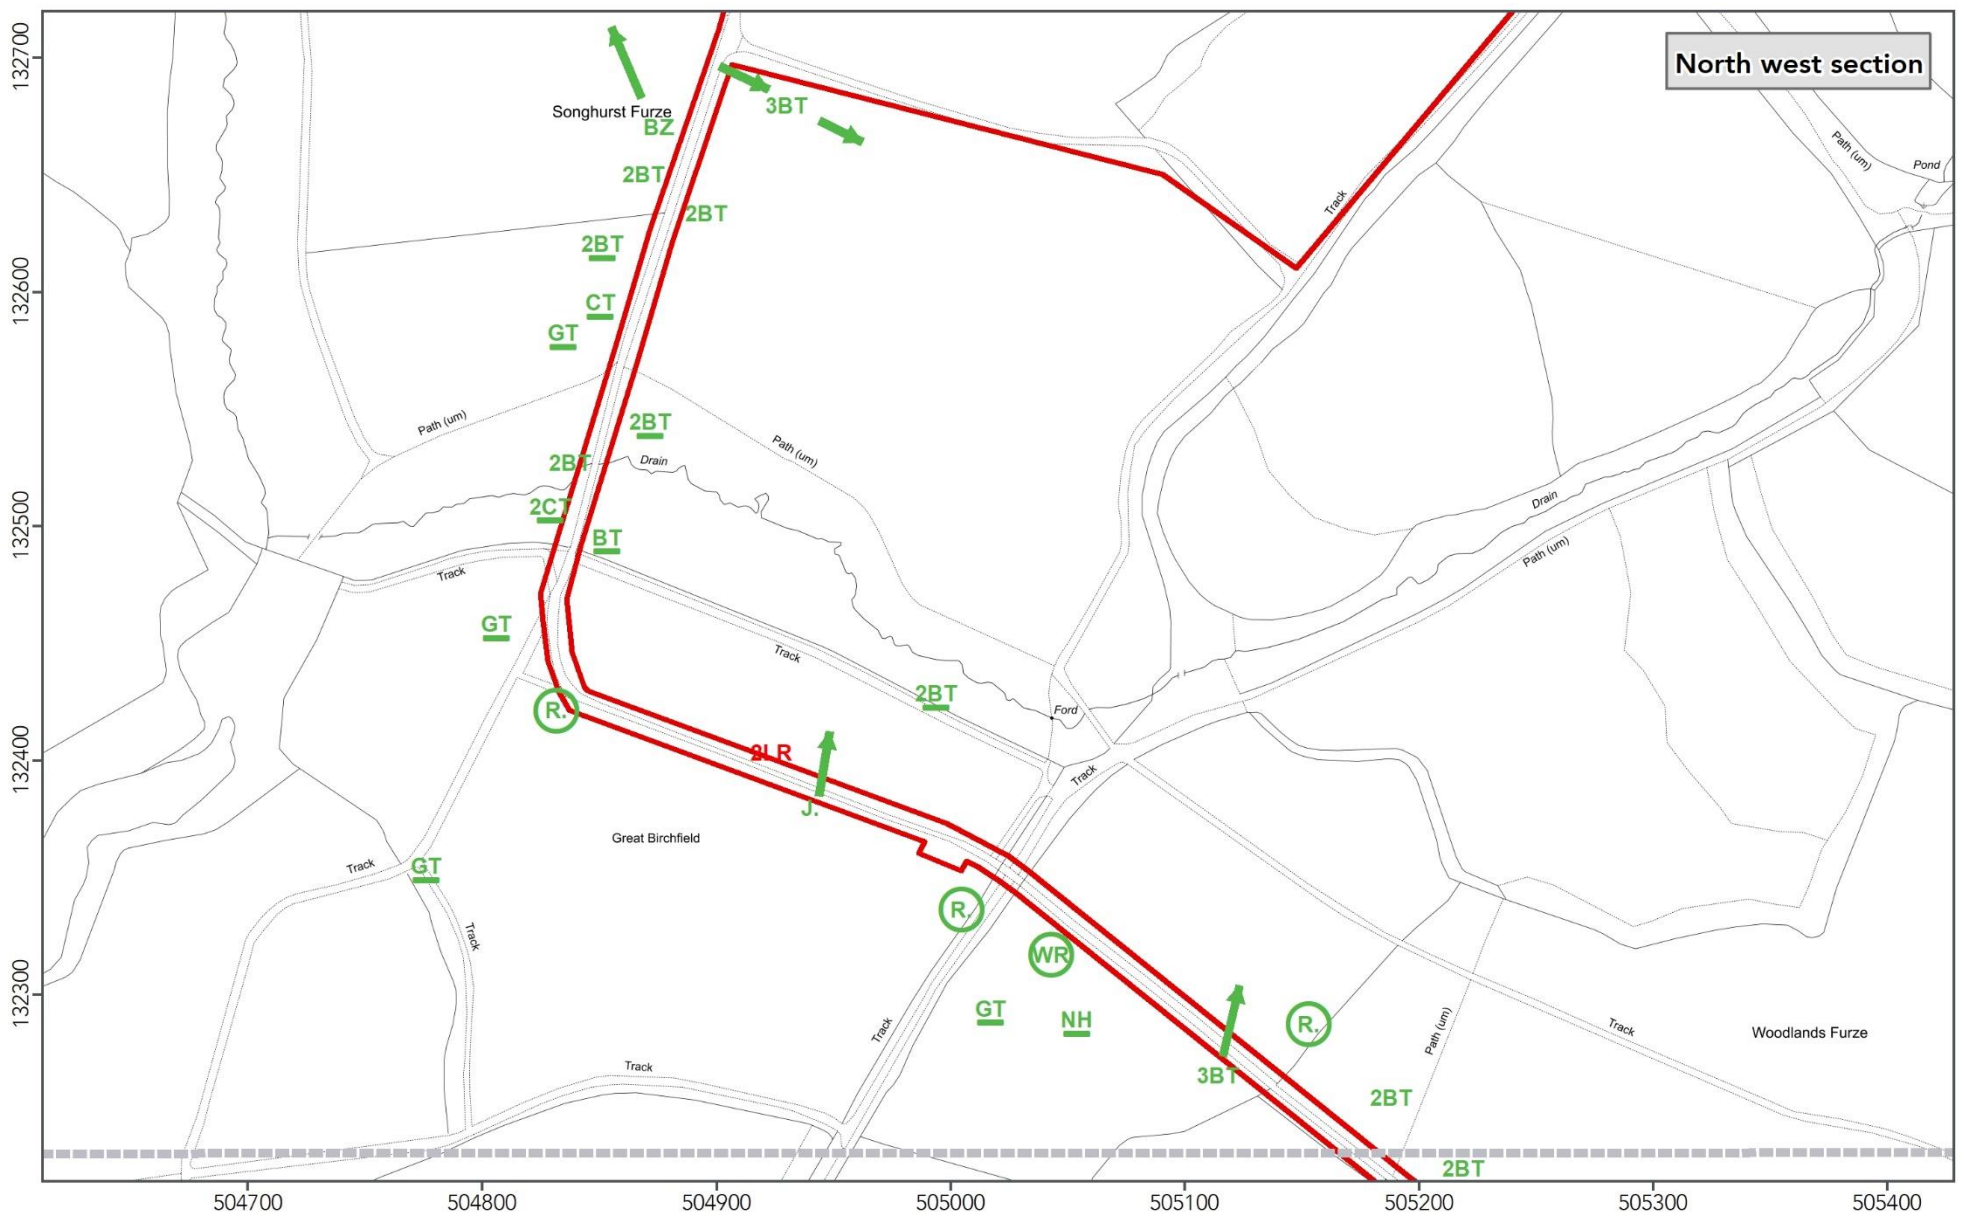 North west section
132700
132600
132500
132400
132300
504700
504800
504900
505000
505100
505200
505300
505400
Songhurst Furze
BZ
3BT
2BT
2BT
2BT
CT
GT
Path (um)
2BT
2BT
Drain
Path (um)
2CT
BT
Track
GT
Track
2BT
Ford
R.
2LR
J.
Great Birchfield
Track
GT
Track
Track
Track
Path (um)
Pond
Drain
Path (um)
R.
WR
GT
NH
R.
3BT
2BT
2BT
Path (um)
Track
Woodlands Furze
Track
Track